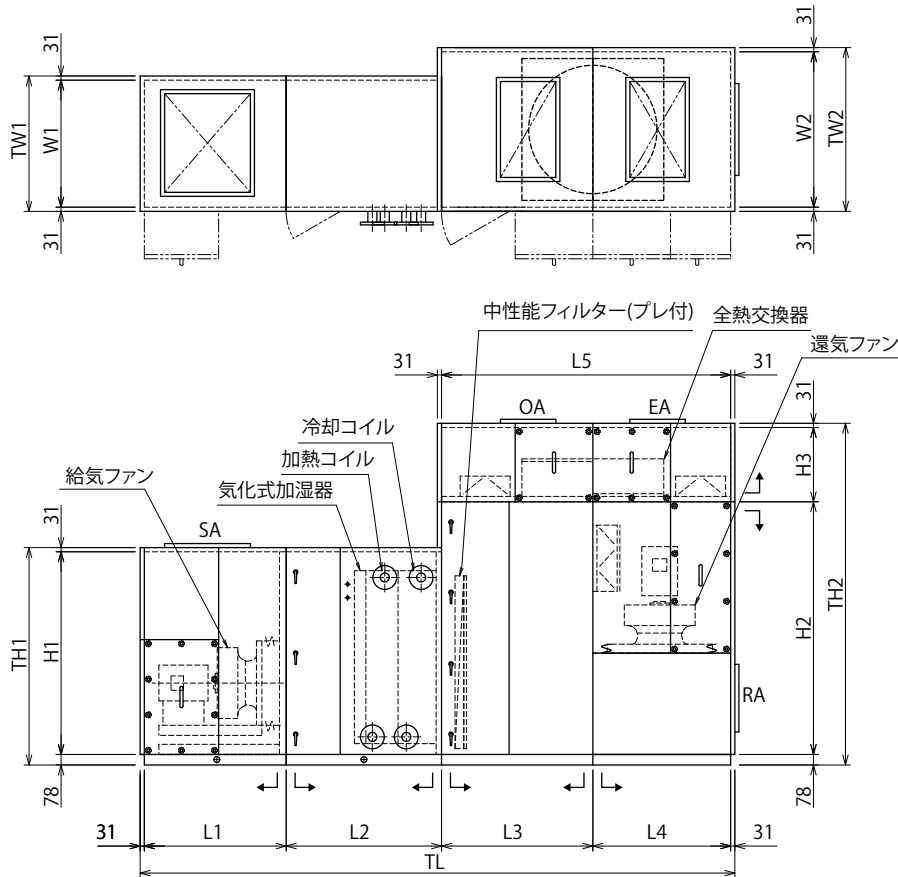 31
31
TW1
W1
W2
TW2
31
31
中性能フィルター(プレ付)
全熱交換器
還気ファン
31
L5
31
31
OA
EA
冷却コイル
加熱コイル
気化式加湿器
給気ファン
H3
31
SA
TH1
H1
H2
TH2
RA
78
78
31
L1
L2
L3
L4
31
TL